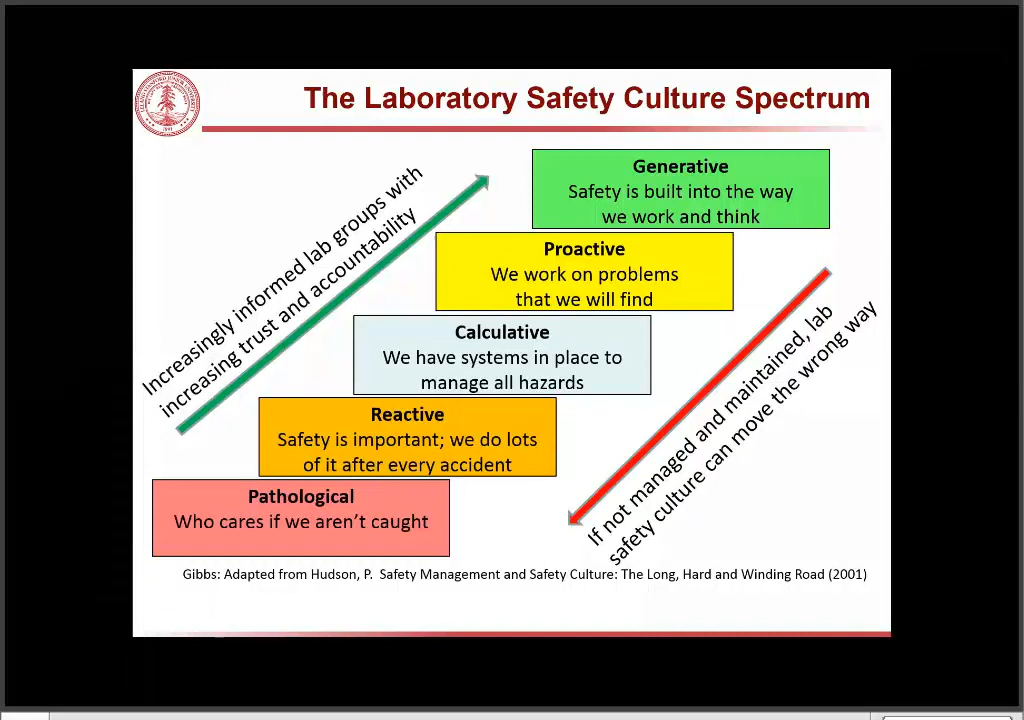 The Laboratory Safety Culture Spectrum
Increasingly informed lab groups with
increasing trust and accountability
Generative
Safety is built into the way
we work and think
Proactive
We work on problems
that we will find
Calculative
We have systems in place to
manage all hazards
Reactive
Safety is important; we do lots
of it after every accident
Pathological
Who cares if we aren’t caught
If not managed and maintained, lab
safety culture can move the wrong way
Gibbs: Adapted from Hudson, P.  Safety Management and Safety Culture: The Long, Hard and Winding Road (2001)